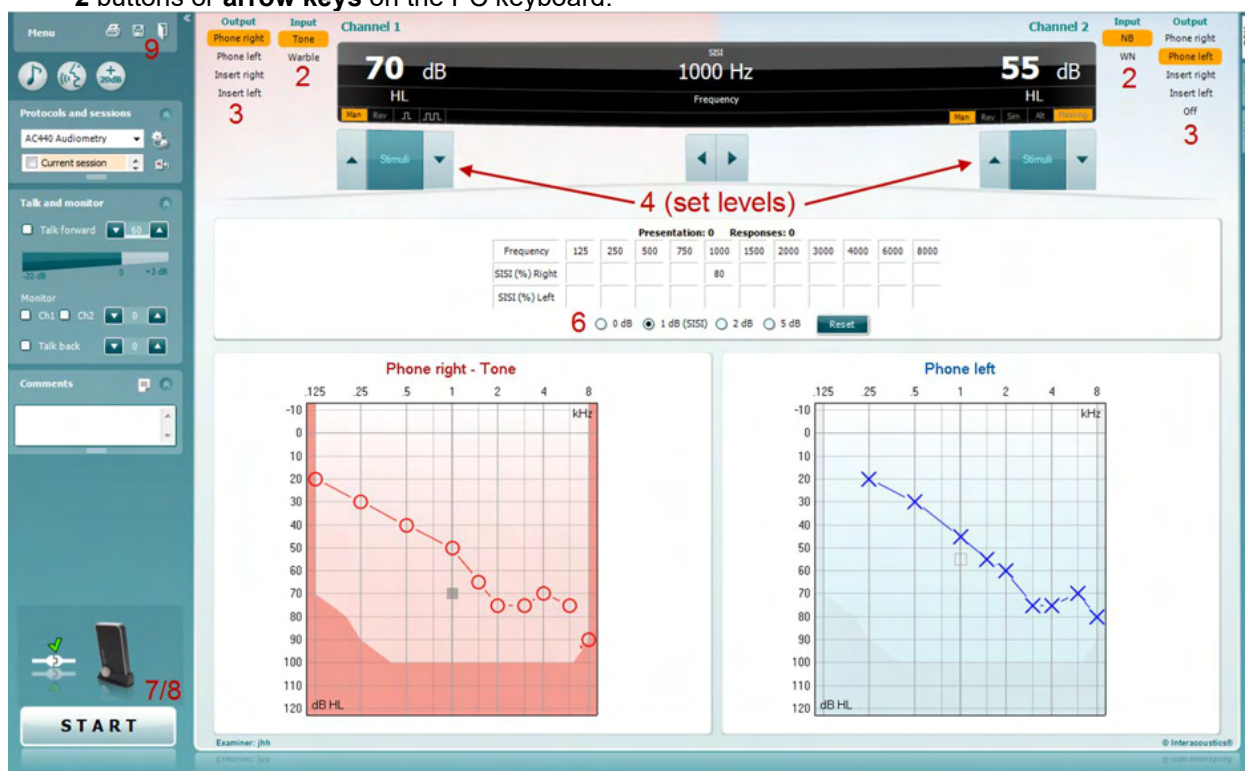 2 buttons or arrow keys on the PC keyboard.
Menu
9
20dB
Protocols and sessions
AC440 Audiometry
Current session
Talk and monitor
Talk forward 60
-20 dB 0 +3 dB
Monitor
Ch1 Ch2 0
Talk back 0
Comments
7/8
START
Output Input Channel 1
Phone right Tone
Phone left Warble
Insert right 2
Insert left
3
70 dB
HL
Man Rev
SISI
1000 Hz
Frequency
Channel 2 Input Output
NB Phone right
WN Phone left
2 Insert right
Insert left
Off
3
55 dB
HL
Man Rev Sim Alt Masking
Stimuli
Stimuli
4 (set levels)
Presentation: 0 Responses: 0
Frequency 125 250 500 750 1000 1500 2000 3000 4000 6000 8000
SISI (%) Right 80
SISI (%) Left
6 0 dB 1 dB (SISI) 2 dB 5 dB Reset
Phone right - Tone
.125 .25 .5 1 2 4 8
kHz
-10
0
10
20
30
40
50
60
70
80
90
100
110
120 dB HL
Phone left
.125 .25 .5 1 2 4 8
kHz
-10
0
10
20
30
40
50
60
70
80
90
100
110
120 dB HL
Examiner: jhh
© Interacoustics®